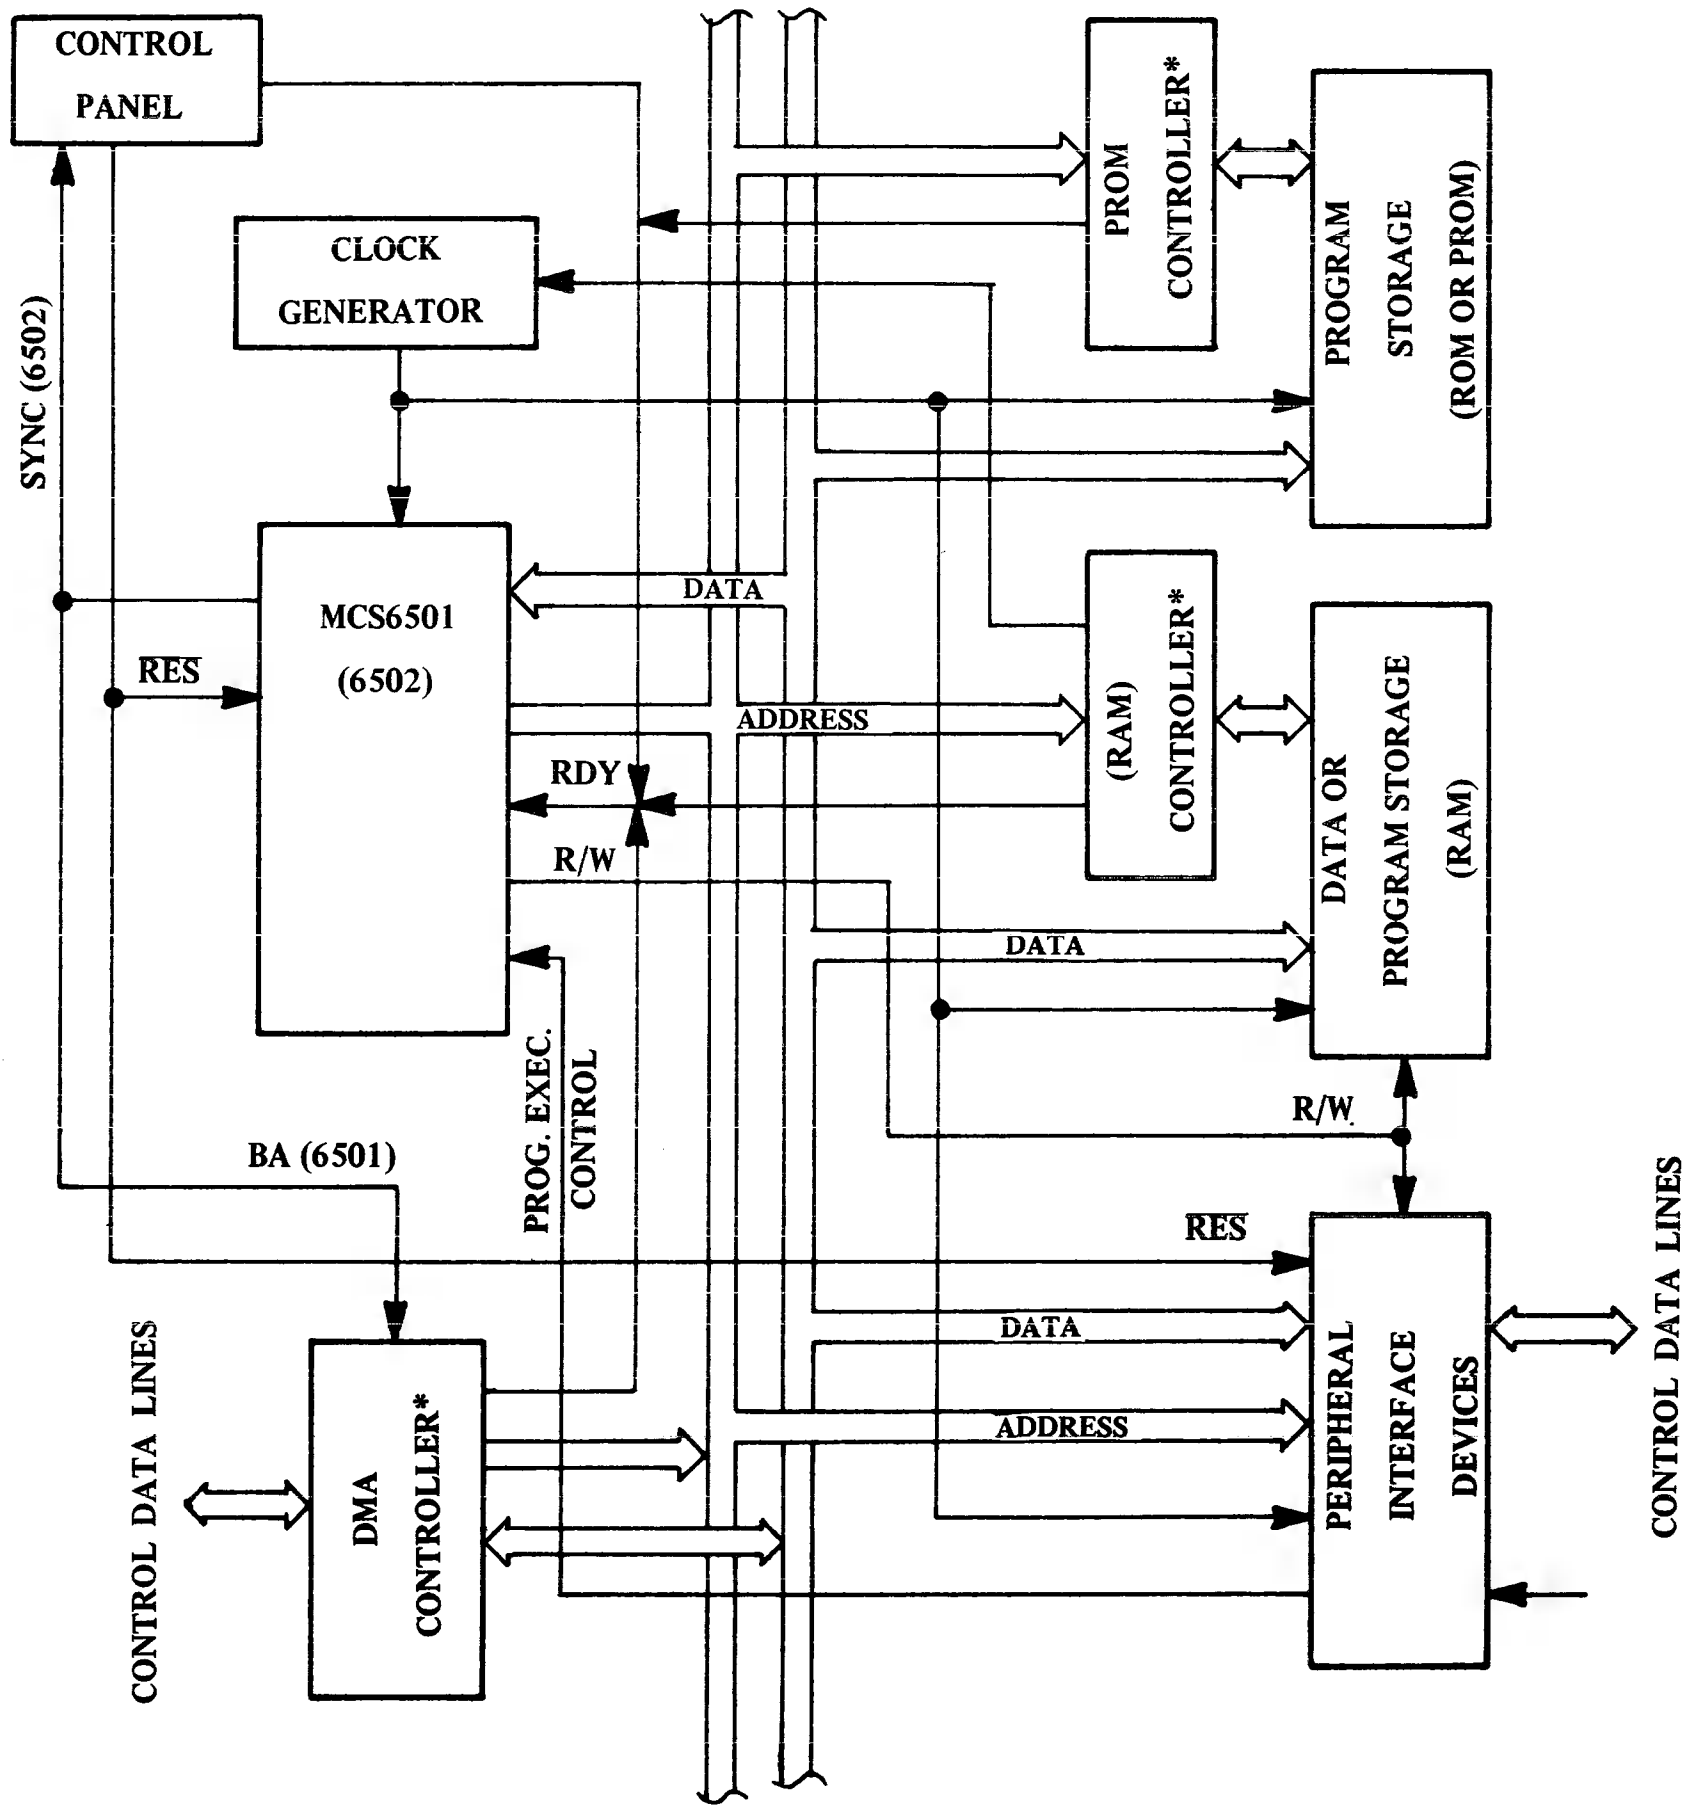 CONTROL
PANEL
CLOCK
GENERATOR
SYNC (6502)
PROM
CONTROLLER*
PROGRAM
STORAGE
(ROM OR PROM)
MCS6501
(6502)
RES
DATA
ADDRESS
RDY
R/W
(RAM)
CONTROLLER*
DATA OR
PROGRAM STORAGE
(RAM)
DATA
PROG. EXEC.
CONTROL
R/W
BA (6501)
RES
DATA
ADDRESS
PERIPHERAL
INTERFACE
DEVICES
CONTROL DATA LINES
DMA
CONTROLLER*
CONTROL DATA LINES